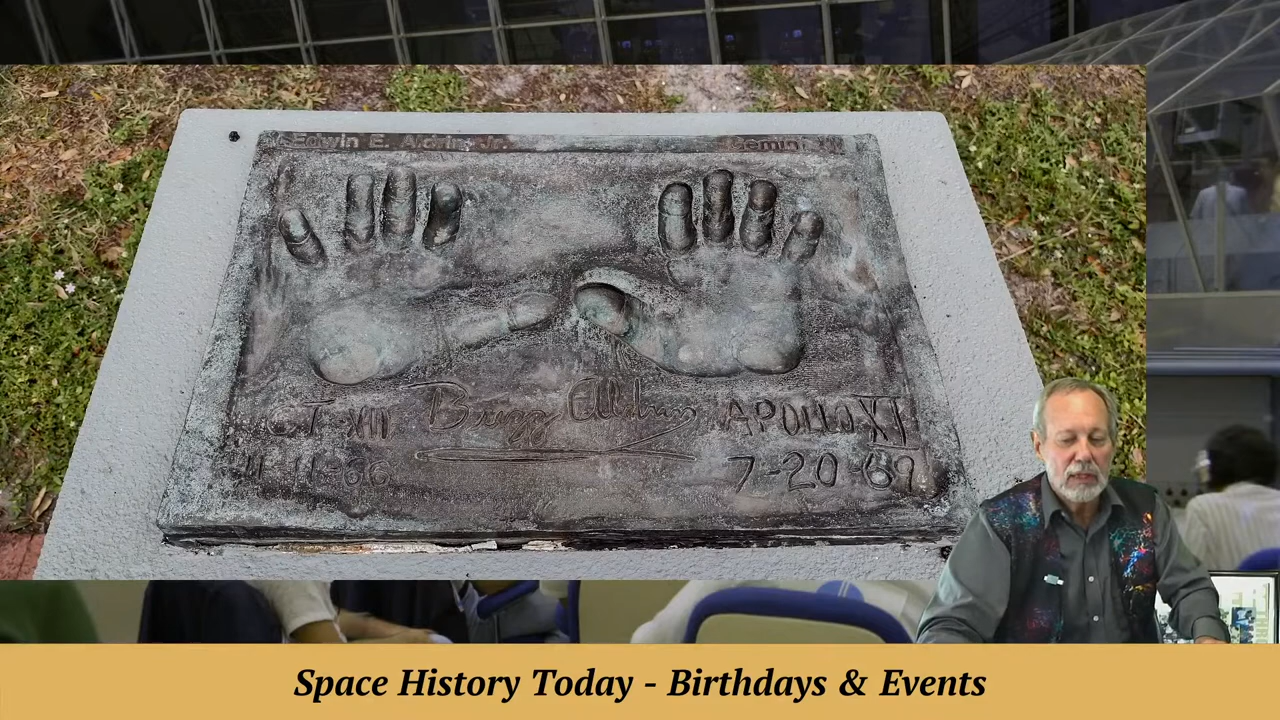 Edwin E. Aldrin, Jr. Gemini XII
GT-XII Buzz Aldrin APOLLO XI
11-11-66 7-20-69
Space History Today - Birthdays & Events